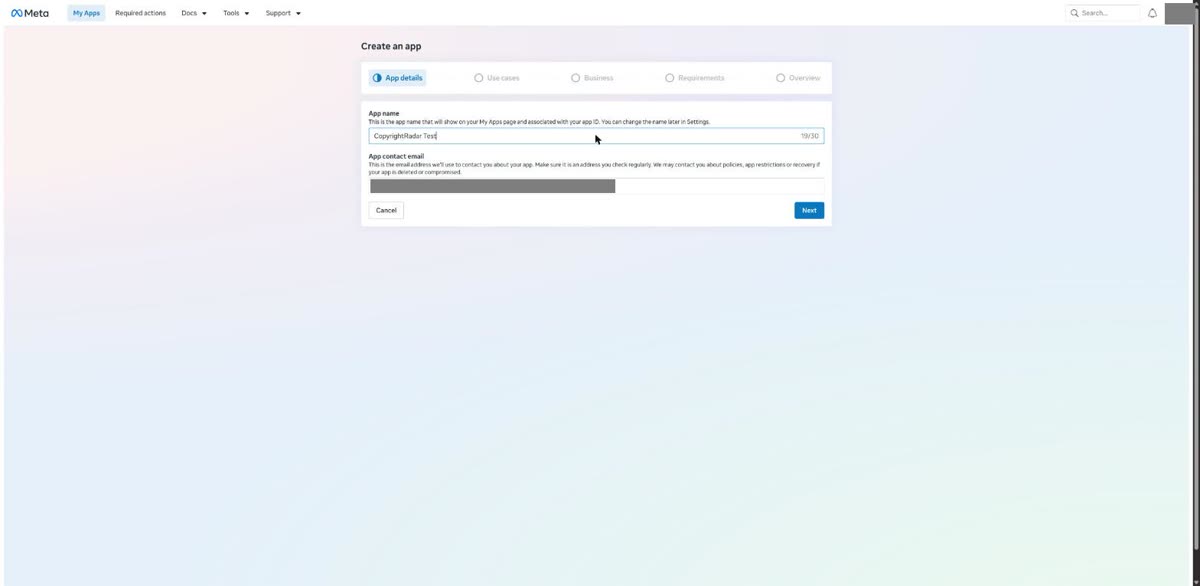 Meta My Apps Required actions Docs Tools Support Search...
Create an app
App details Use cases Business Requirements Overview
App name
This is the app name that will show on your My Apps page and associated with your app ID. You can change the name later in Settings.
CopyrightRadar Test 19/30
App contact email
This is the email address we'll use to contact you about your app. Make sure it is an address you check regularly. We may contact you about policies, app restrictions or recovery if
your app is deleted or compromised.
Cancel Next